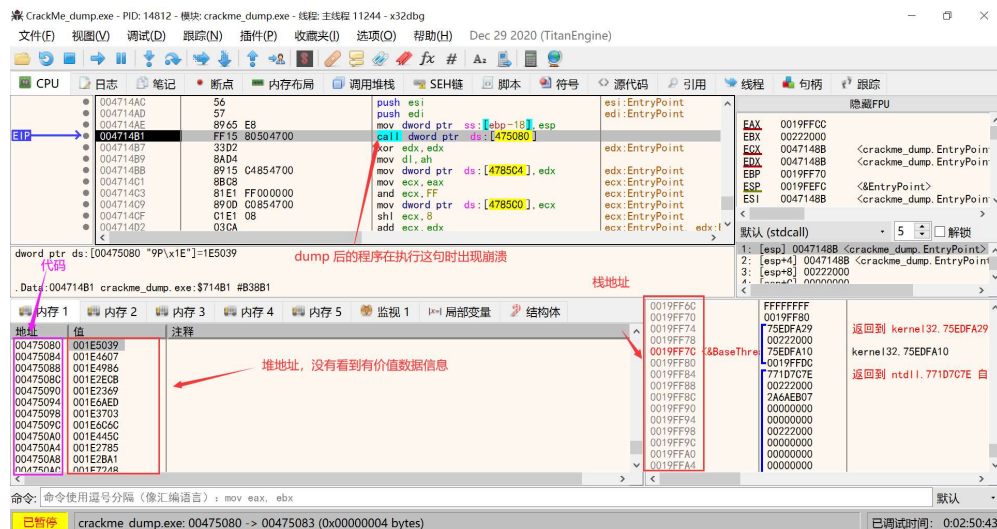 CrackMe_dump.exe - PID: 14812 - 模块: crackme_dump.exe - 线程: 主线程 11244 - x32dbg
文件(F) 视图(V) 调试(D) 跟踪(N) 插件(P) 收藏夹(I) 选项(O) 帮助(H) Dec 29 2020 (TitanEngine)
CPU 日志 笔记 断点 内存布局 调用堆栈 SEH链 脚本 符号 源代码 引用 线程 句柄 跟踪
004714AC 56 push esi esi:EntryPoint
004714AD 57 push edi edi:EntryPoint
004714AE 8965 E8 mov dword ptr ss:[ebp-18],esp
EIP 004714B1 FF15 80504700 call dword ptr ds:[475080]
004714B7 33D2 xor edx,edx edx:EntryPoint
004714B9 8AD4 mov dl,ah
004714BB 8915 C4854700 mov dword ptr ds:[4785C4],edx edx:EntryPoint
004714C1 8BC8 mov ecx,eax ecx:EntryPoint
004714C3 81E1 FF000000 and ecx,FF ecx:EntryPoint
004714C9 890D C0854700 mov dword ptr ds:[4785C0],ecx ecx:EntryPoint
004714CF C1E1 08 shl ecx,8 ecx:EntryPoint
004714D2 03CA add ecx,edx ecx:EntryPoint, edx:E
隐藏FPU
EAX 0019FFCC
EBX 00222000
ECX 0047148B <crackme_dump.EntryPoin
EDX 0047148B <crackme_dump.EntryPoin
EBP 0019FF70
ESP 0019FEFC <&EntryPoint>
ESI 0047148B <crackme_dump.EntryPoin
默认 (stdcall) 5 解锁
1: [esp] 0047148B <crackme_dump.EntryPoint>
2: [esp+4] 0047148B <crackme_dump.EntryPoin
3: [esp+8] 00222000
dword ptr ds:[00475080 "9P\x1E"]=1E5039
代码
dump 后的程序在执行这句时出现崩溃
.Data:004714B1 crackme_dump.exe:$714B1 #B38B1
栈地址
内存 1 内存 2 内存 3 内存 4 内存 5 监视 1 局部变量 结构体
地址 值 注释
00475080 001E5039
00475084 001E4607
00475088 001E4986
0047508C 001E2ECB
00475090 001E2369
00475094 001E6AED
00475098 001E3703
0047509C 001E6C6C
004750A0 001E445C
004750A4 001E2785
004750A8 001E2BA1
004750AC 001E7248
堆地址，没有看到有价值数据信息
0019FF6C FFFFFFFF
0019FF70 0019FF80
0019FF74 75EDFA29 返回到 kernel32.75EDFA29
0019FF78 00222000
0019FF7C <&BaseThre 75EDFA10 kernel32.75EDFA10
0019FF80 0019FFDC
0019FF84 771D7C7E 返回到 ntdll.771D7C7E 自
0019FF88 00222000
0019FF8C 2A6AEB07
0019FF90 00000000
0019FF94 00000000
0019FF98 00222000
0019FF9C 00000000
0019FFA0 00000000
0019FFA4 00000000
命令: 命令使用逗号分隔（像汇编语言）：mov eax, ebx 默认
已暂停 crackme_dump.exe: 00475080 -> 00475083 (0x00000004 bytes) 已调试时间: 0:02:50:43